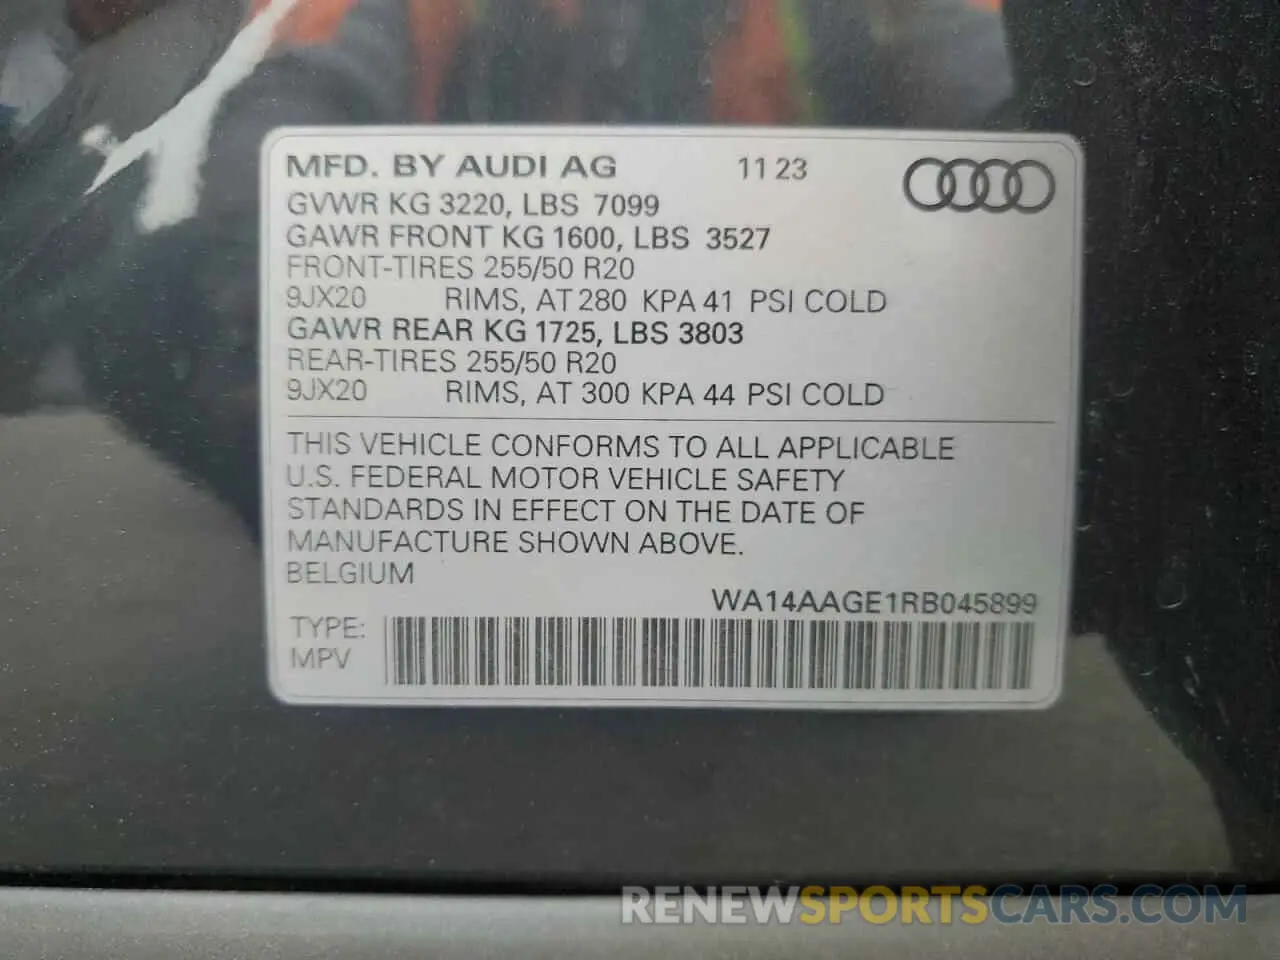 MFD. BY AUDI AG 11 23
GVWR KG 3220, LBS 7099
GAWR FRONT KG 1600, LBS 3527
FRONT-TIRES 255/50 R20
9JX20 RIMS, AT 280 KPA 41 PSI COLD
GAWR REAR KG 1725, LBS 3803
REAR-TIRES 255/50 R20
9JX20 RIMS, AT 300 KPA 44 PSI COLD
THIS VEHICLE CONFORMS TO ALL APPLICABLE
U.S. FEDERAL MOTOR VEHICLE SAFETY
STANDARDS IN EFFECT ON THE DATE OF
MANUFACTURE SHOWN ABOVE.
BELGIUM
WA14AAGE1RB045899
TYPE:
MPV
RENEWSPORTSCARS.COM